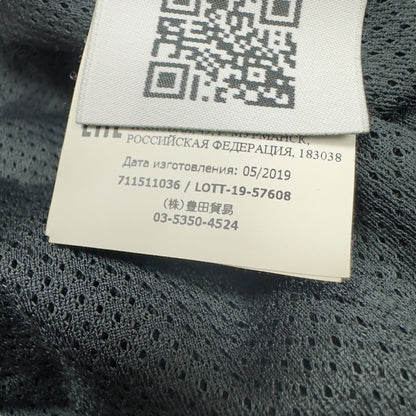 МУРМАНСК,
РОССИЙСКАЯ ФЕДЕРАЦИЯ, 183038
Дата изготовления: 05/2019
711511036 / LOTT-19-57608
(株)豊田貿易
03-5350-4524